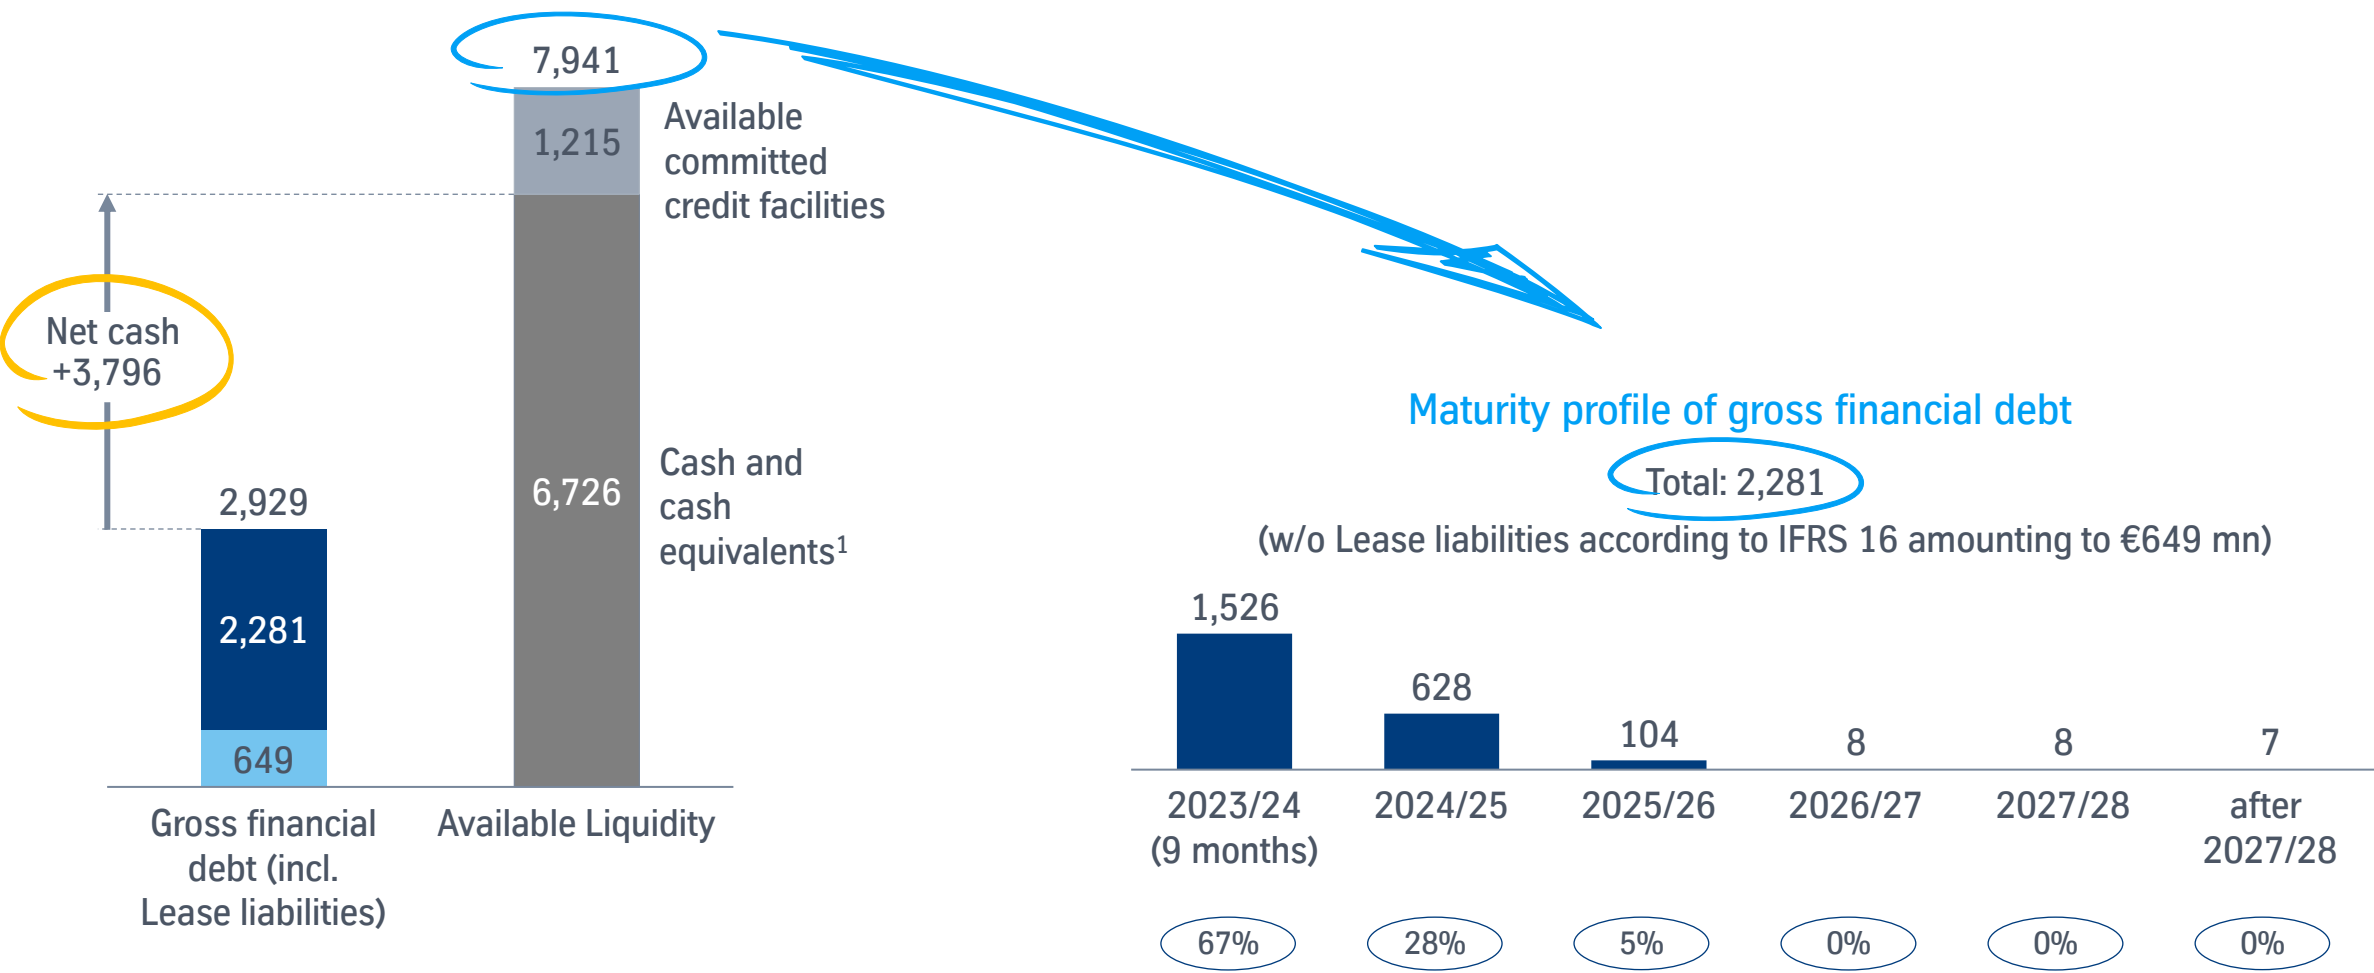 7,941
1,215
Available
committed
credit facilities
Net cash
+3,796
6,726
Cash and
cash
equivalents¹
2,929
2,281
649
Gross financial
debt (incl.
Lease liabilities)
Available Liquidity
Maturity profile of gross financial debt
Total: 2,281
(w/o Lease liabilities according to IFRS 16 amounting to €649 mn)
1,526
628
104
8
8
7
2023/24
(9 months)
2024/25
2025/26
2026/27
2027/28
after
2027/28
67%
28%
5%
0%
0%
0%